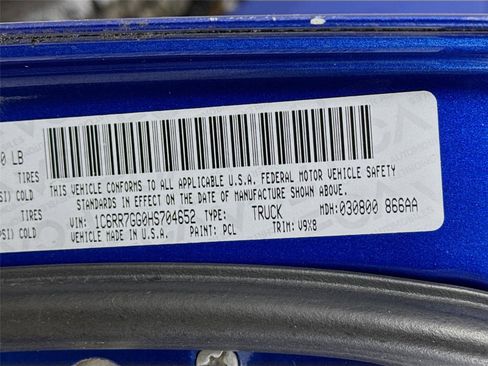 0 LB
TIRES
PSI) COLD
TIRES
PSI) COLD
THIS VEHICLE CONFORMS TO ALL APPLICABLE U.S.A. FEDERAL MOTOR VEHICLE SAFETY
STANDARDS IN EFFECT ON THE DATE OF MANUFACTURE SHOWN ABOVE.
VIN: 1C6RR7GG0HS704652 TYPE: TRUCK MDH:030800 866AA
VEHICLE MADE IN U.S.A. PAINT: PCL TRIM: V9X8